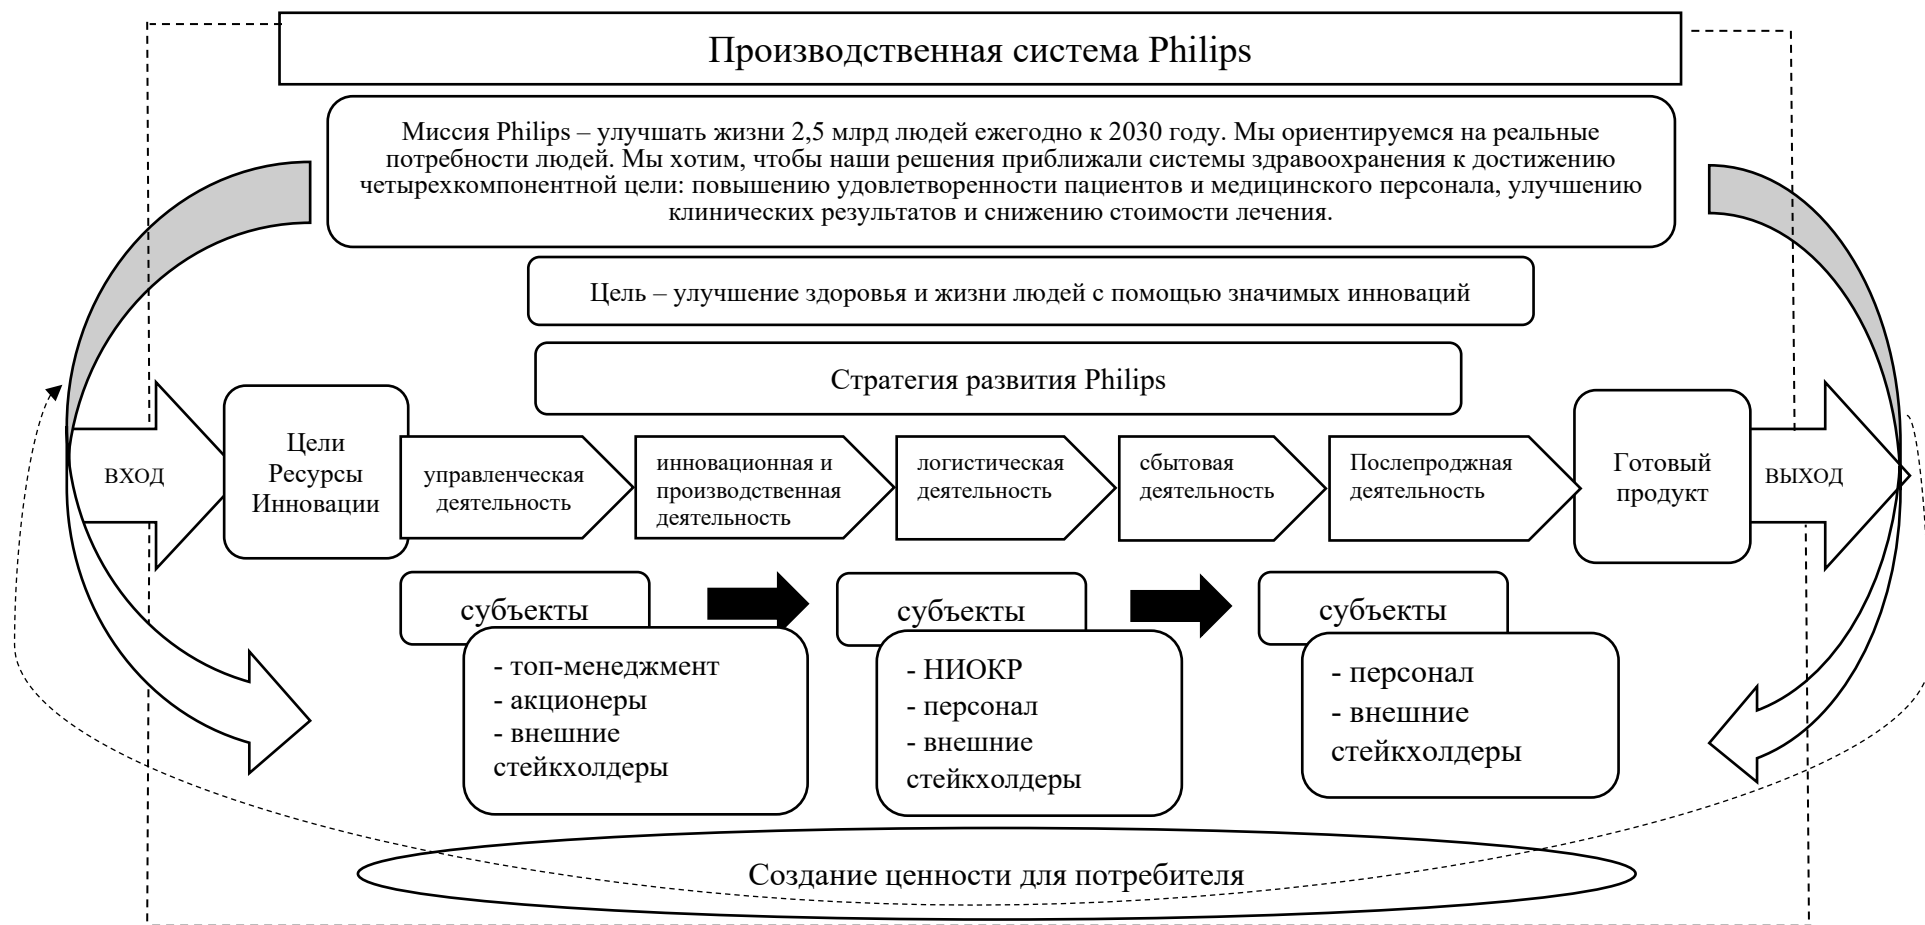 Производственная система Philips
Миссия Philips – улучшать жизни 2,5 млрд людей ежегодно к 2030 году. Мы ориентируемся на реальные
потребности людей. Мы хотим, чтобы наши решения приближали системы здравоохранения к достижению
четырехкомпонентной цели: повышению удовлетворенности пациентов и медицинского персонала, улучшению
клинических результатов и снижению стоимости лечения.
Цель – улучшение здоровья и жизни людей с помощью значимых инноваций
Стратегия развития Philips
ВХОД
Цели
Ресурсы
Инновации
управленческая
деятельность
инновационная и
производственная
деятельность
логистическая
деятельность
сбытовая
деятельность
Послепроджная
деятельность
Готовый
продукт
ВЫХОД
субъекты
- топ-менеджмент
- акционеры
- внешние
стейкхолдеры
субъекты
- НИОКР
- персонал
- внешние
стейкхолдеры
субъекты
- персонал
- внешние
стейкхолдеры
Создание ценности для потребителя